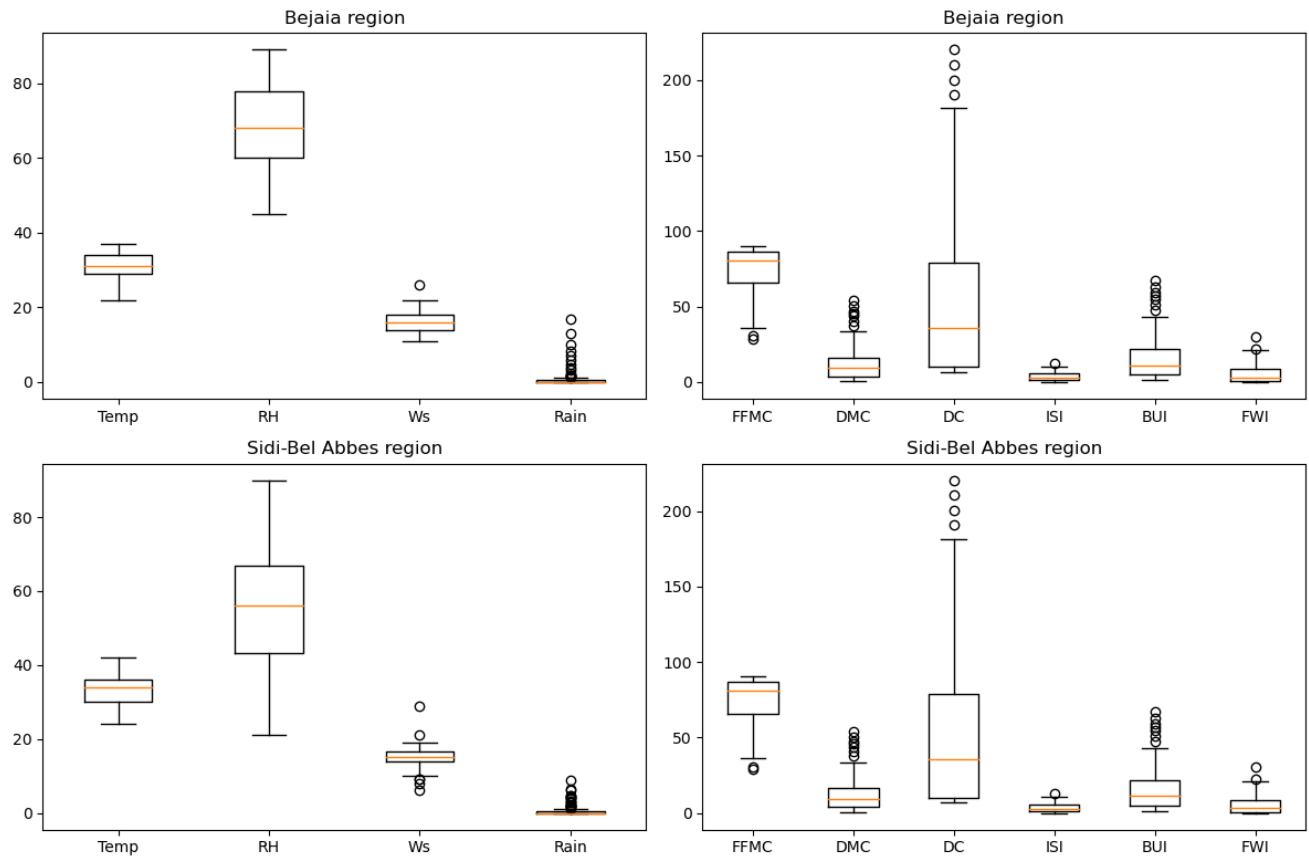 Bejaia region
80
60
40
20
0
Temp RH Ws Rain
Bejaia region
200
150
100
50
0
FFMC DMC DC ISI BUI FWI
Sidi-Bel Abbes region
80
60
40
20
0
Temp RH Ws Rain
Sidi-Bel Abbes region
200
150
100
50
0
FFMC DMC DC ISI BUI FWI